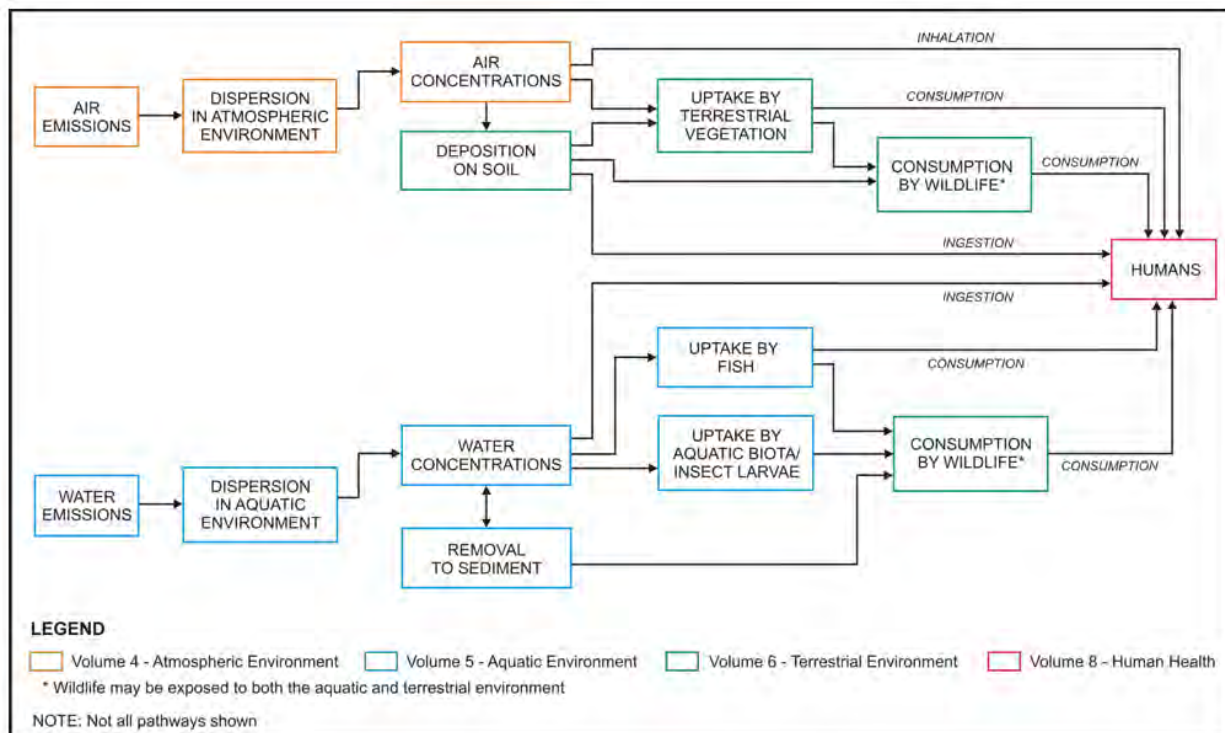 INHALATION
AIR
CONCENTRATIONS
AIR
EMISSIONS
DISPERSION
IN ATMOSPHERIC
ENVIRONMENT
UPTAKE BY
TERRESTRIAL
VEGETATION
CONSUMPTION
DEPOSITION
ON SOIL
CONSUMPTION
BY WILDLIFE*
CONSUMPTION
INGESTION
HUMANS
INGESTION
UPTAKE BY
FISH
CONSUMPTION
WATER
CONCENTRATIONS
UPTAKE BY
AQUATIC BIOTA/
INSECT LARVAE
CONSUMPTION
BY WILDLIFE*
CONSUMPTION
WATER
EMISSIONS
DISPERSION
IN AQUATIC
ENVIRONMENT
REMOVAL
TO SEDIMENT
LEGEND
Volume 4 - Atmospheric Environment
Volume 5 - Aquatic Environment
Volume 6 - Terrestrial Environment
Volume 8 - Human Health
* Wildlife may be exposed to both the aquatic and terrestrial environment
NOTE: Not all pathways shown